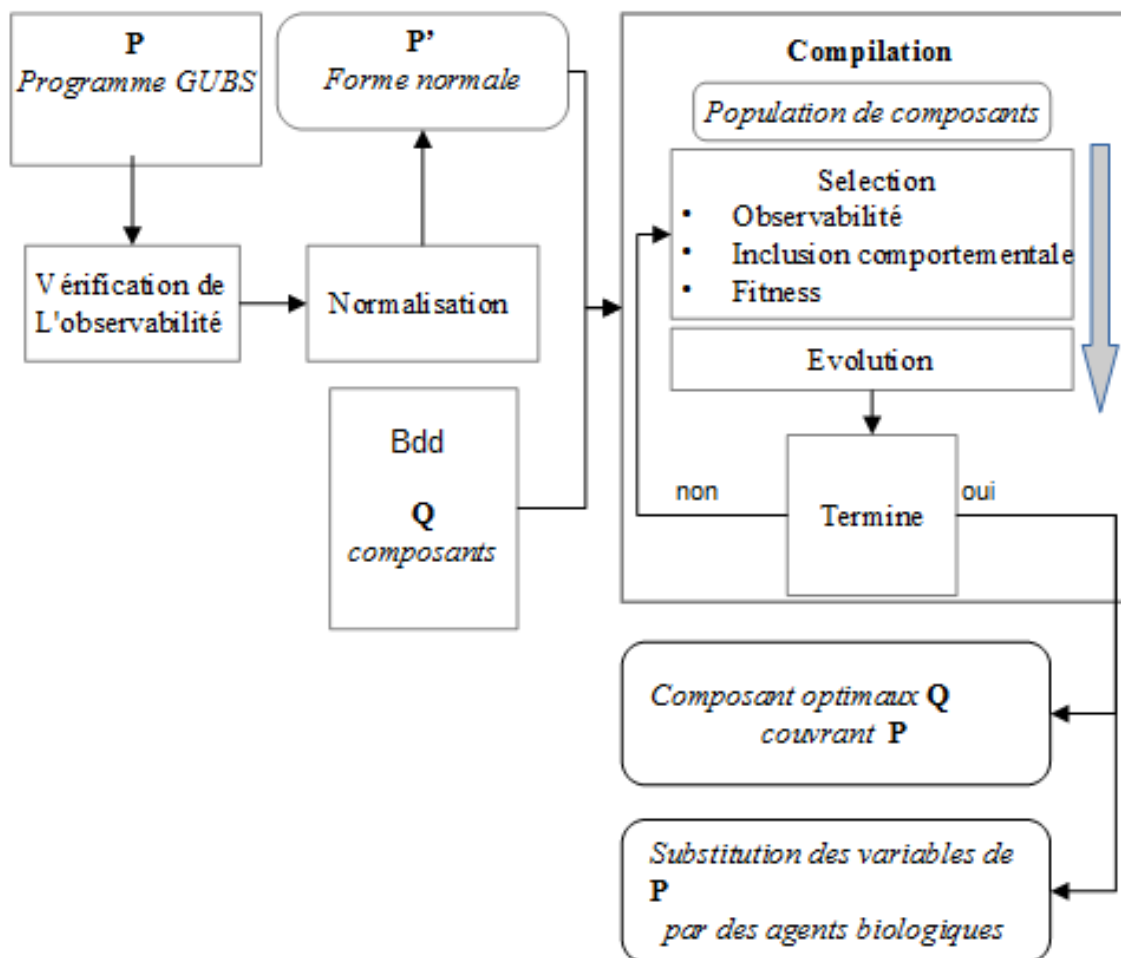 P
Programme GUBS
P’
Forme normale
Vérification de
L'observabilité
Normalisation
Bdd
Q
composants
Compilation
Population de composants
Selection
• Observabilité
• Inclusion comportementale
• Fitness
Evolution
non
oui
Termine
Composant optimaux Q
couvrant P
Substitution des variables de
P
par des agents biologiques